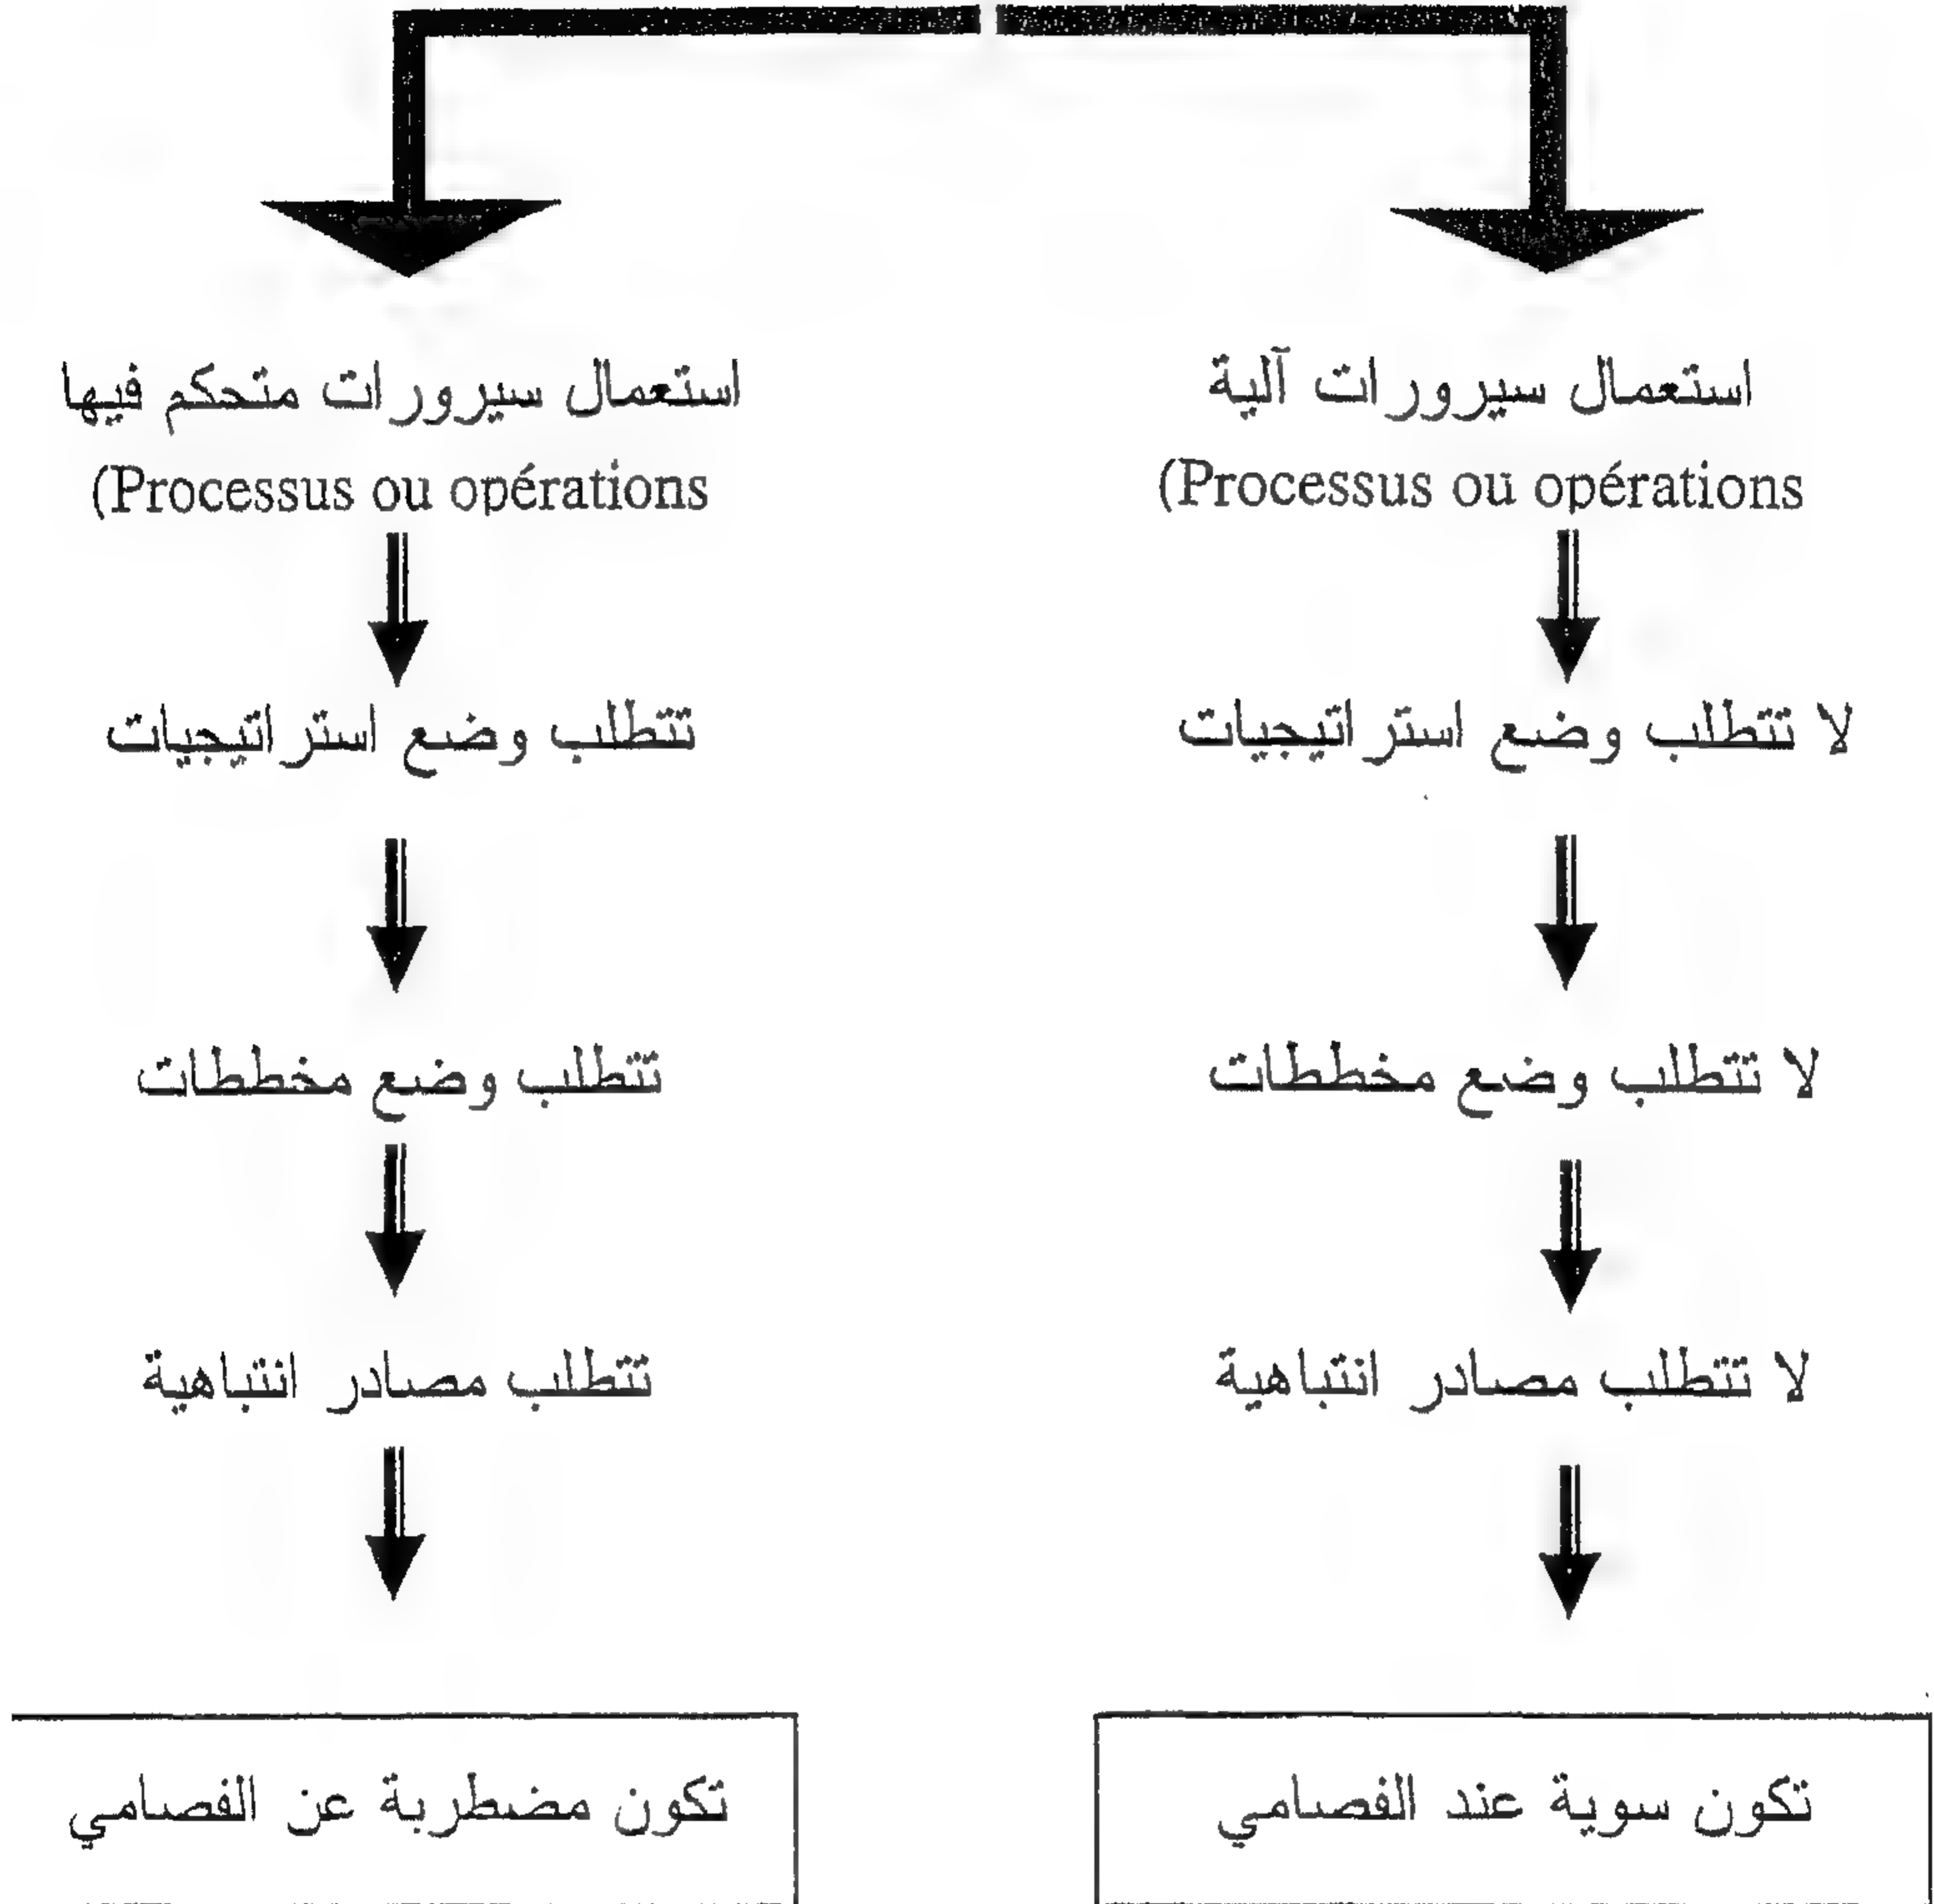 استعمال سيرورات آلية
(Processus ou opérations
لا تتطلب وضع استراتيجيات
لا تتطلب وضع مخططات
لا تتطلب مصادر انتباهية
تكون سوية عند الفصامي
استعمال سيرورات متحكم فيها
(Processus ou opérations
تتطلب وضع استراتيجيات
تتطلب وضع مخططات
تتطلب مصادر انتباهية
تكون مضطربة عن الفصامي